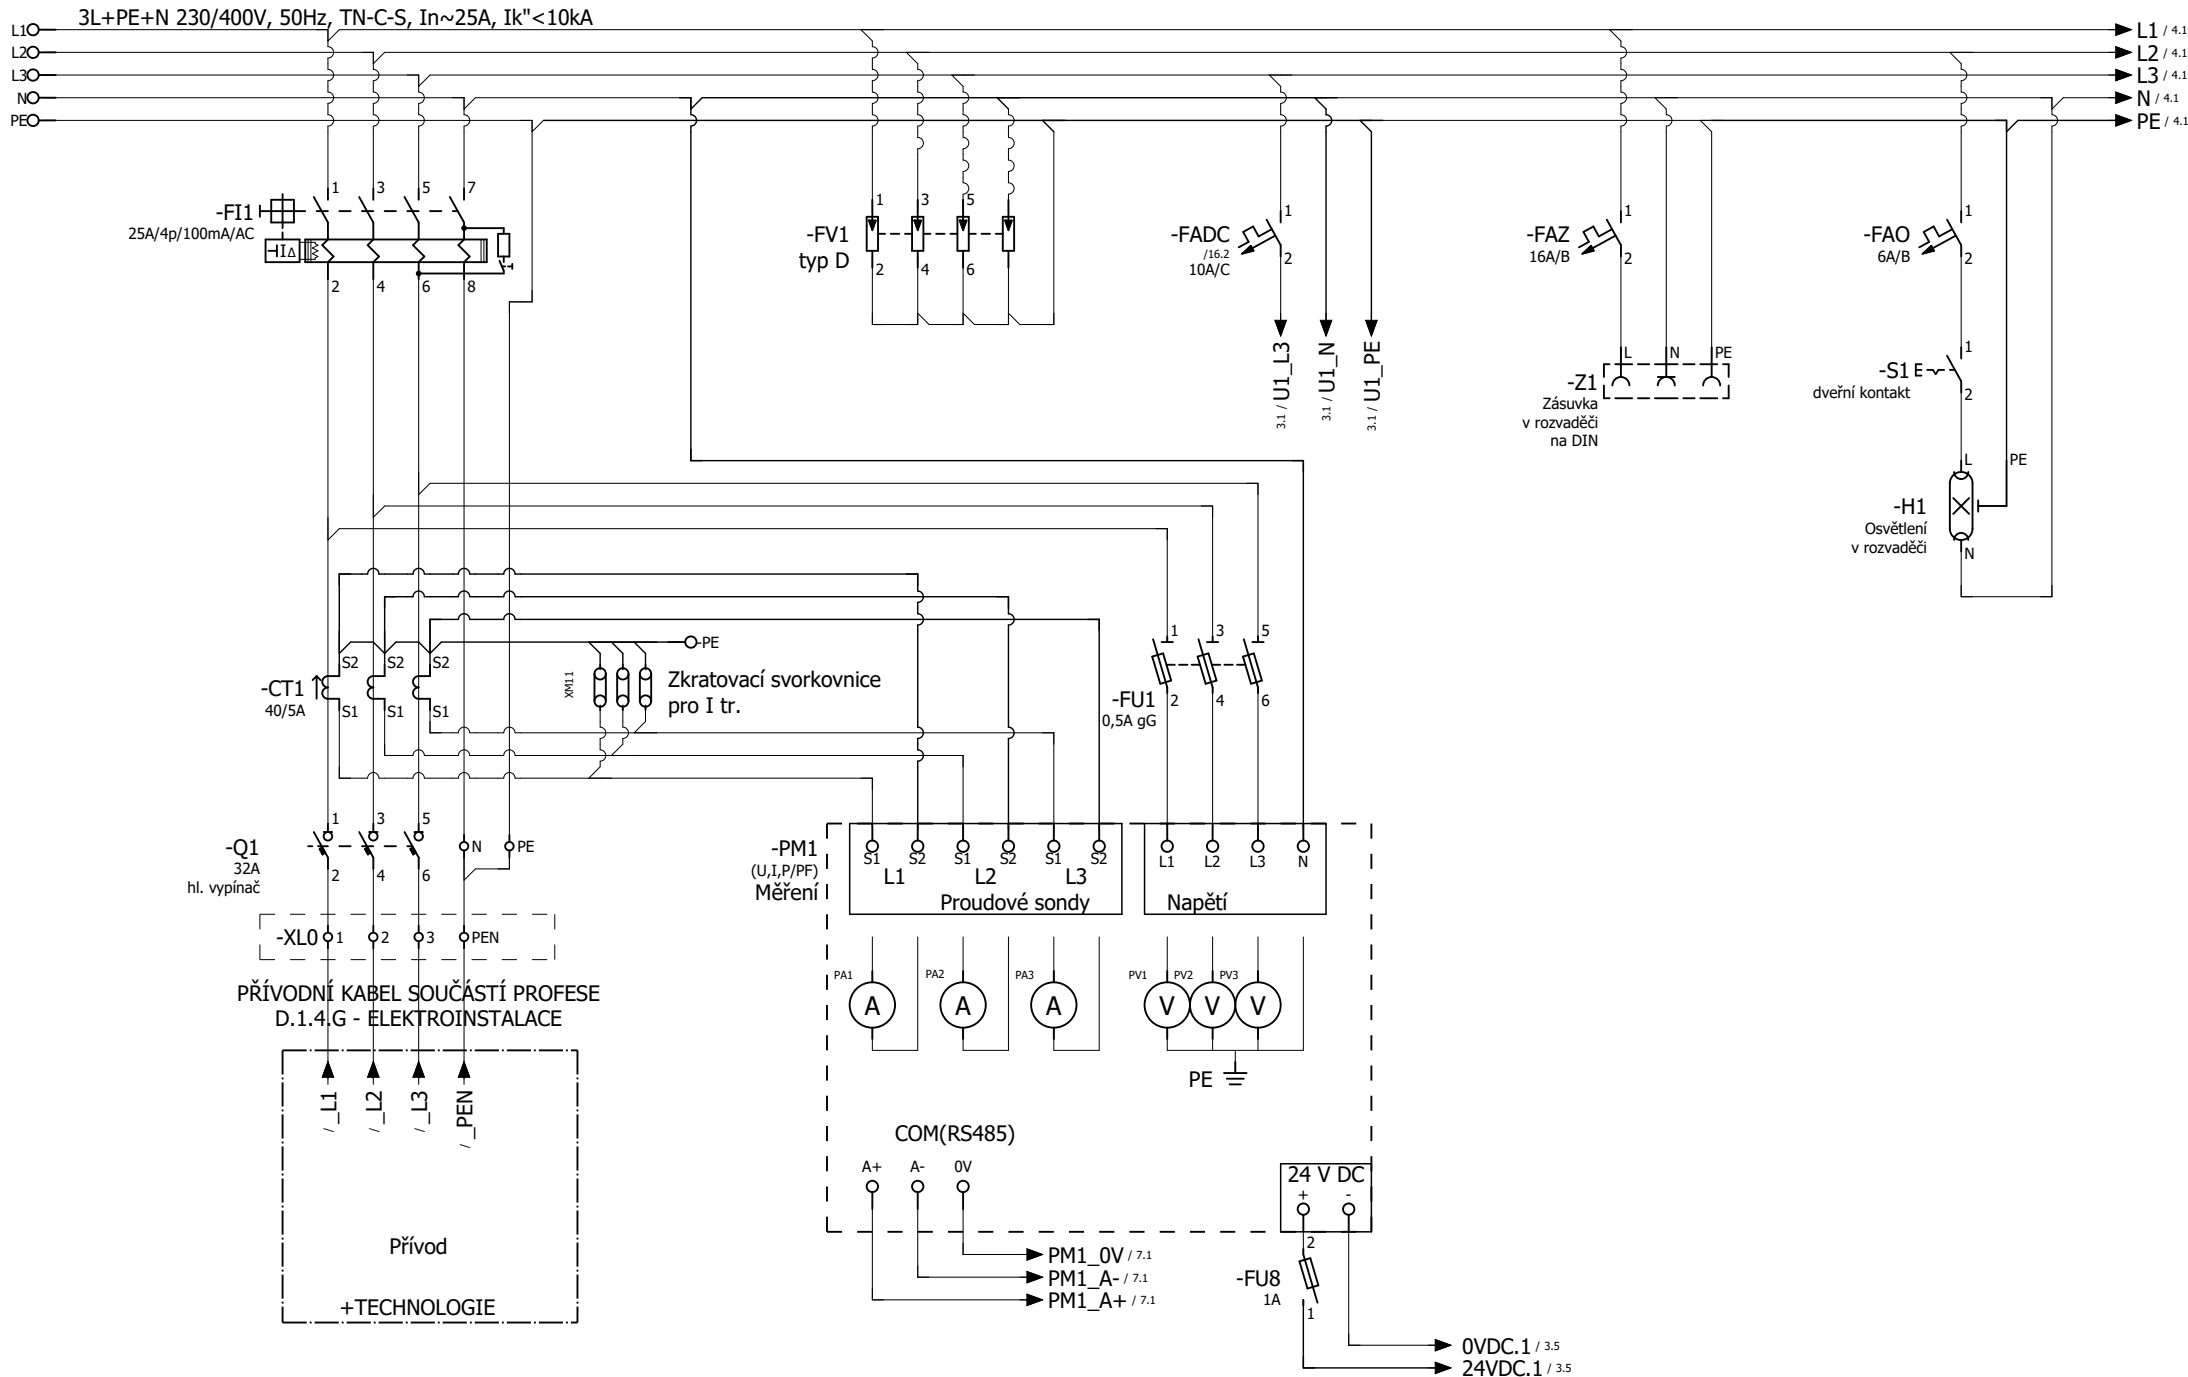 3L+PE+N 230/400V, 50Hz, TN-C-S, In~25A, Ik"<10kA
L1
L2
L3
N
PE
L1 / 4.1
L2 / 4.1
L3 / 4.1
N / 4.1
PE / 4.1
-FI1
25A/4p/100mA/AC
1 3 5 7
IΔ
2 4 6 8
-FV1
typ D
1 3 5
2 4 6
-FADC
/16.2
10A/C
1
2
3.1 / U1_L3
3.1 / U1_N
3.1 / U1_PE
-FAZ
16A/B
1
2
L N PE
-Z1
Zásuvka
v rozvaděči
na DIN
-FAO
6A/B
1
2
-S1
dveřní kontakt
1
2
L PE
-H1
Osvětlení
v rozvaděči
N
-PE
S2 S2 S2
-CT1
40/5A
S1 S1 S1
XM11
Zkratovací svorkovnice
pro I tr.
1 3 5
-FU1
0,5A gG
2 4 6
-Q1
32A
hl. vypínač
1 3 5
N PE
2 4 6
-XL0 1 2 3 PEN
PŘÍVODNÍ KABEL SOUČÁSTÍ PROFESE
D.1.4.G - ELEKTROINSTALACE
/ _L1
/ _L2
/ _L3
/ _PEN
Přívod
+TECHNOLOGIE
-PM1
(U,I,P/PF)
Měření
S1 S2 S1 S2 S1 S2
L1 L2 L3
Proudové sondy
L1 L2 L3 N
Napětí
PA1 PA2 PA3 PV1 PV2 PV3
A A A V V V
PE
COM(RS485)
A+ A- 0V
24 V DC
+ -
PM1_0V / 7.1
PM1_A- / 7.1
PM1_A+ / 7.1
2
-FU8
1A
1
0VDC.1 / 3.5
24VDC.1 / 3.5